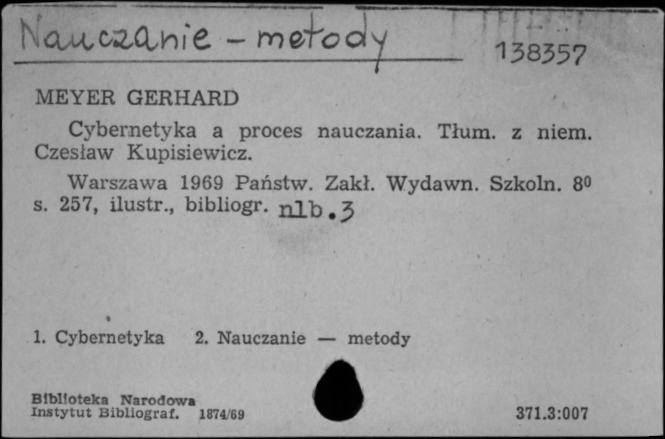 Nauczanie – metody
138357
MEYER GERHARD
Cybernetyka a proces nauczania. Tłum. z niem.
Czesław Kupisiewicz.
Warszawa 1969 Państw. Zakł. Wydawn. Szkoln. 8⁰
s. 257, ilustr., bibliogr. nlb. 3
1. Cybernetyka 2. Nauczanie — metody
Biblioteka Narodowa
Instytut Bibliograf. 1874/69
371.3:007